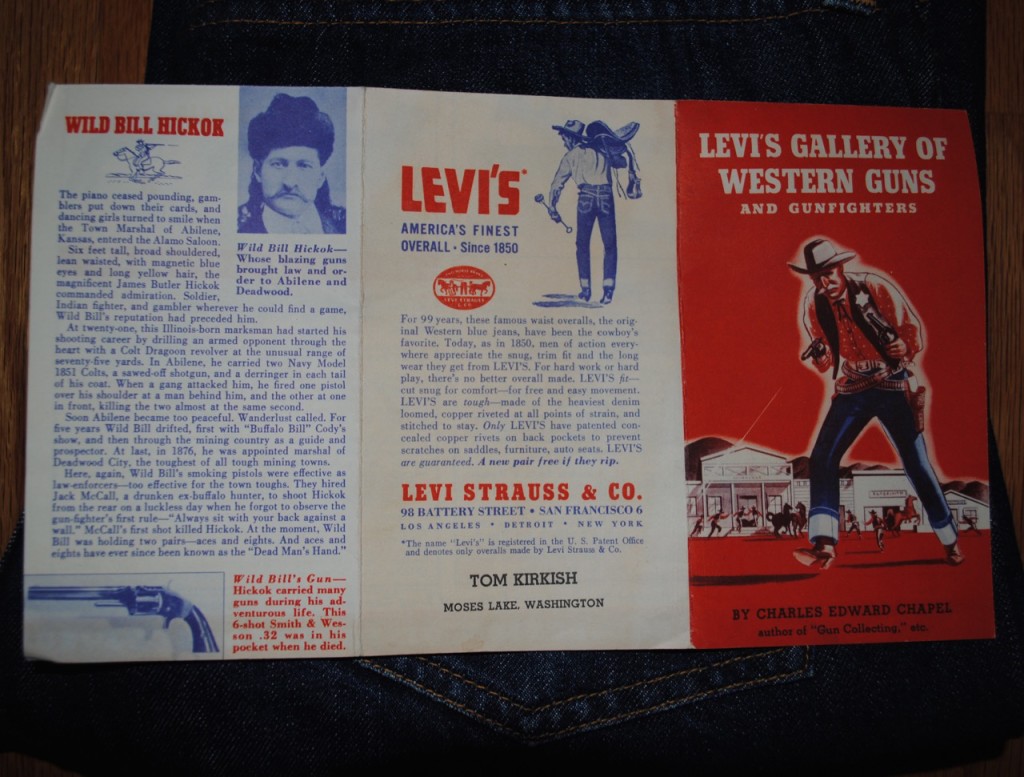 WILD BILL HICKOK
The piano ceased pounding, gam-
blers put down their cards, and
dancing girls turned to smile when
the Town Marshal of Abilene,
Kansas, entered the Alamo Saloon.
Six feet tall, broad shouldered,
lean waisted, with magnetic blue
eyes and long yellow hair, the
magnificent James Butler Hickok
commanded admiration. Soldier,
Indian fighter, and gambler wherever he could find a game,
Wild Bill's reputation had preceded him.
At twenty-one, this Illinois-born marksman had started his
shooting career by drilling an armed opponent through the
heart with a Colt Dragoon revolver at the unusual range of
seventy-five yards. In Abilene, he carried two Navy Model
1851 Colts, a sawed-off shotgun, and a derringer in each tail
of his coat. When a gang attacked him, he fired one pistol
over his shoulder at a man behind him, and the other at one
in front, killing the two almost at the same second.
Soon Abilene became too peaceful. Wanderlust called. For
five years Wild Bill drifted, first with "Buffalo Bill" Cody's
show, and then through the mining country as a guide and
prospector. At last, in 1876, he was appointed marshal of
Deadwood City, the toughest of all tough mining towns.
Here, again, Wild Bill's smoking pistols were effective as
law-enforcers—too effective for the town toughs. They hired
Jack McCall, a drunken ex-buffalo hunter, to shoot Hickok
from the rear on a luckless day when he forgot to observe the
gun-fighter's first rule—"Always sit with your back against a
wall." McCall's first shot killed Hickok. At the moment, Wild
Bill was holding two pairs—aces and eights. And aces and
eights have ever since been known as the "Dead Man's Hand."
Wild Bill Hickok—
Whose blazing guns
brought law and or-
der to Abilene and
Deadwood.
Wild Bill's Gun—
Hickok carried many
guns during his ad-
venturous life. This
6-shot Smith & Wes-
son .32 was in his
pocket when he died.
LEVI'S*
AMERICA'S FINEST
OVERALL • Since 1850
For 99 years, these famous waist overalls, the orig-
inal Western blue jeans, have been the cowboy's
favorite. Today, as in 1850, men of action every-
where appreciate the snug, trim fit and the long
wear they get from LEVI'S. For hard work or hard
play, there's no better overall made. LEVI'S fit—
cut snug for comfort—for free and easy movement.
LEVI'S are tough—made of the heaviest denim
loomed, copper riveted at all points of strain, and
stitched to stay. Only LEVI'S have patented con-
cealed copper rivets on back pockets to prevent
scratches on saddles, furniture, auto seats. LEVI'S
are guaranteed. A new pair free if they rip.
LEVI STRAUSS & CO.
98 BATTERY STREET • SAN FRANCISCO 6
LOS ANGELES • DETROIT • NEW YORK
*The name "Levi's" is registered in the U. S. Patent Office
and denotes only overalls made by Levi Strauss & Co.
TOM KIRKISH
MOSES LAKE, WASHINGTON
LEVI'S GALLERY OF
WESTERN GUNS
AND GUNFIGHTERS
BY CHARLES EDWARD CHAPEL
author of "Gun Collecting," etc.